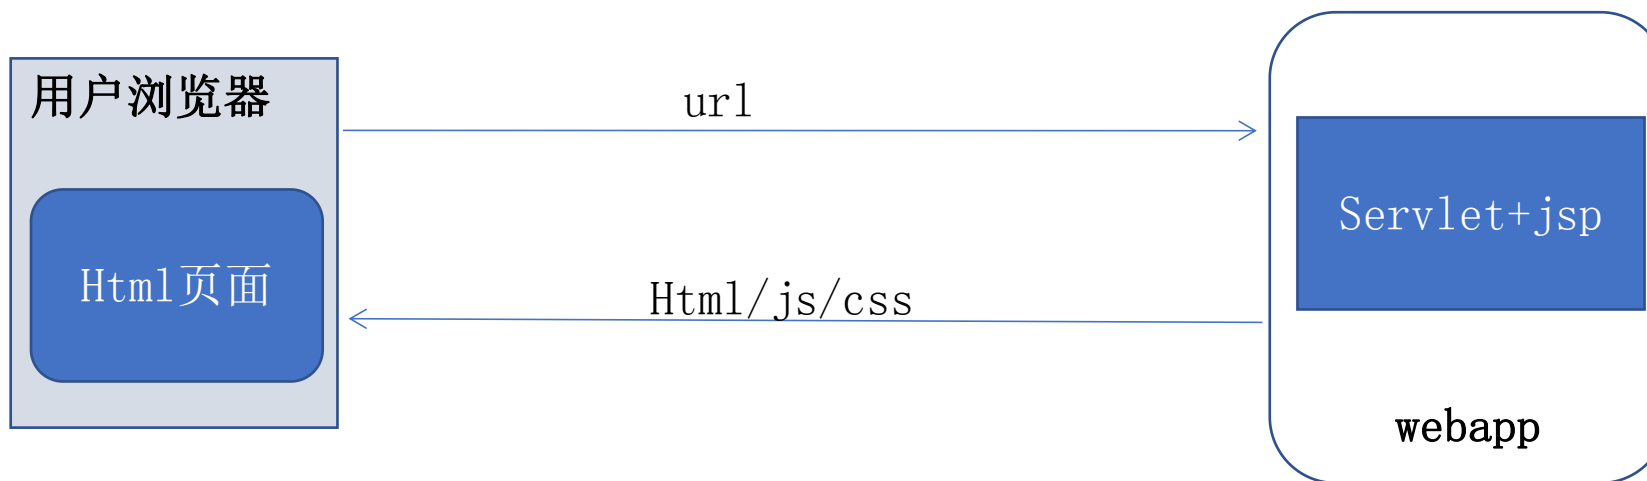 用户浏览器
url
Servlet+jsp
Html页面
Html/js/css
webapp